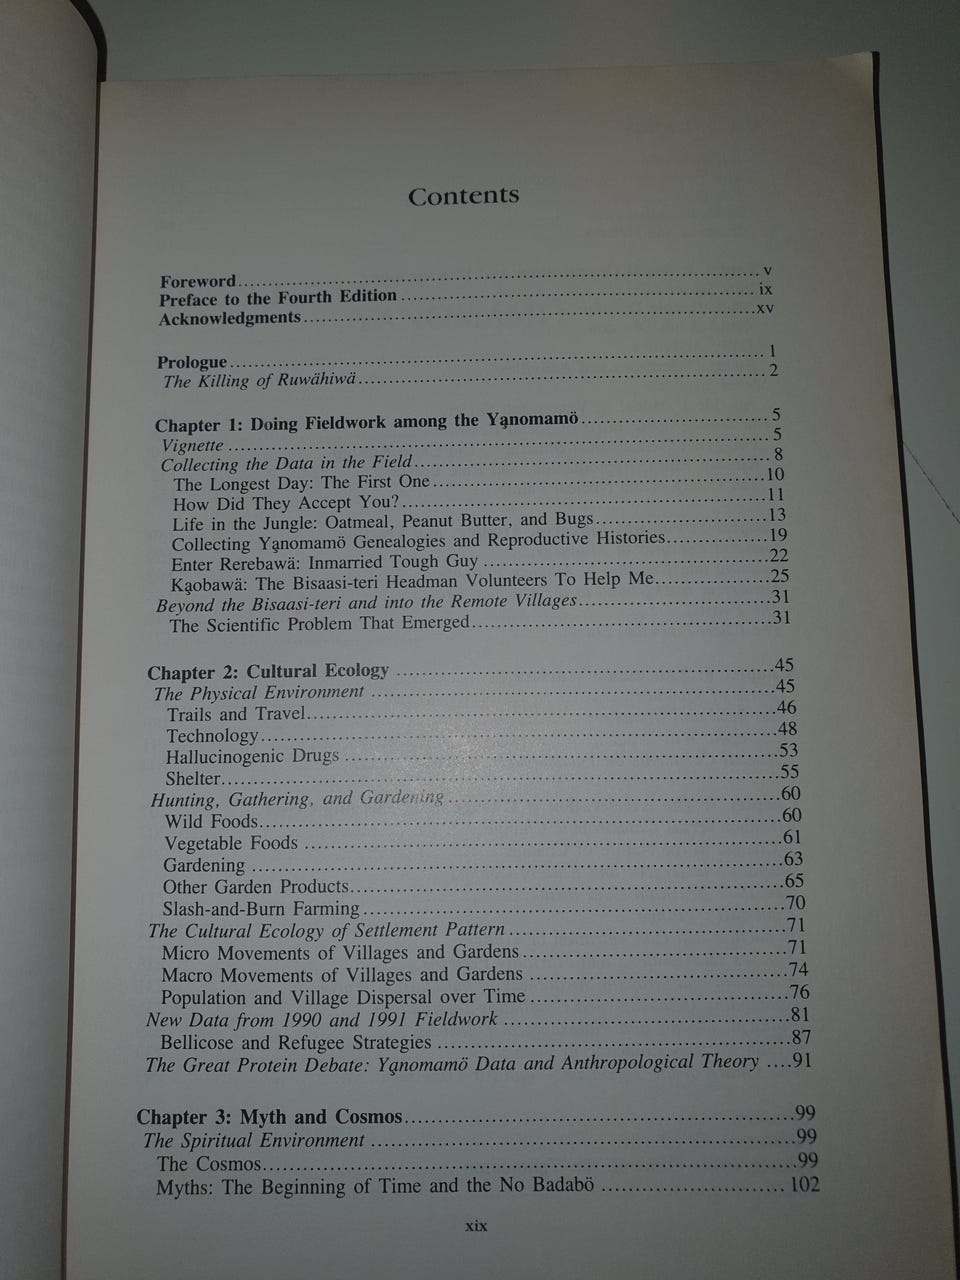 Contents
Foreword..........v
Preface to the Fourth Edition..........ix
Acknowledgments..........xv
Prologue..........1
The Killing of Ruwähiwä..........2
Chapter 1: Doing Fieldwork among the Yąnomamö..........5
Vignette..........5
Collecting the Data in the Field..........8
The Longest Day: The First One..........10
How Did They Accept You?..........11
Life in the Jungle: Oatmeal, Peanut Butter, and Bugs..........13
Collecting Yąnomamö Genealogies and Reproductive Histories..........19
Enter Rerebawä: Inmarried Tough Guy..........22
Kąobawä: The Bisaasi-teri Headman Volunteers To Help Me..........25
Beyond the Bisaasi-teri and into the Remote Villages..........31
The Scientific Problem That Emerged..........31
Chapter 2: Cultural Ecology..........45
The Physical Environment..........45
Trails and Travel..........46
Technology..........48
Hallucinogenic Drugs..........53
Shelter..........55
Hunting, Gathering, and Gardening..........60
Wild Foods..........60
Vegetable Foods..........61
Gardening..........63
Other Garden Products..........65
Slash-and-Burn Farming..........70
The Cultural Ecology of Settlement Pattern..........71
Micro Movements of Villages and Gardens..........71
Macro Movements of Villages and Gardens..........74
Population and Village Dispersal over Time..........76
New Data from 1990 and 1991 Fieldwork..........81
Bellicose and Refugee Strategies..........87
The Great Protein Debate: Yąnomamö Data and Anthropological Theory ....91
Chapter 3: Myth and Cosmos..........99
The Spiritual Environment..........99
The Cosmos..........99
Myths: The Beginning of Time and the No Badabö..........102
xix